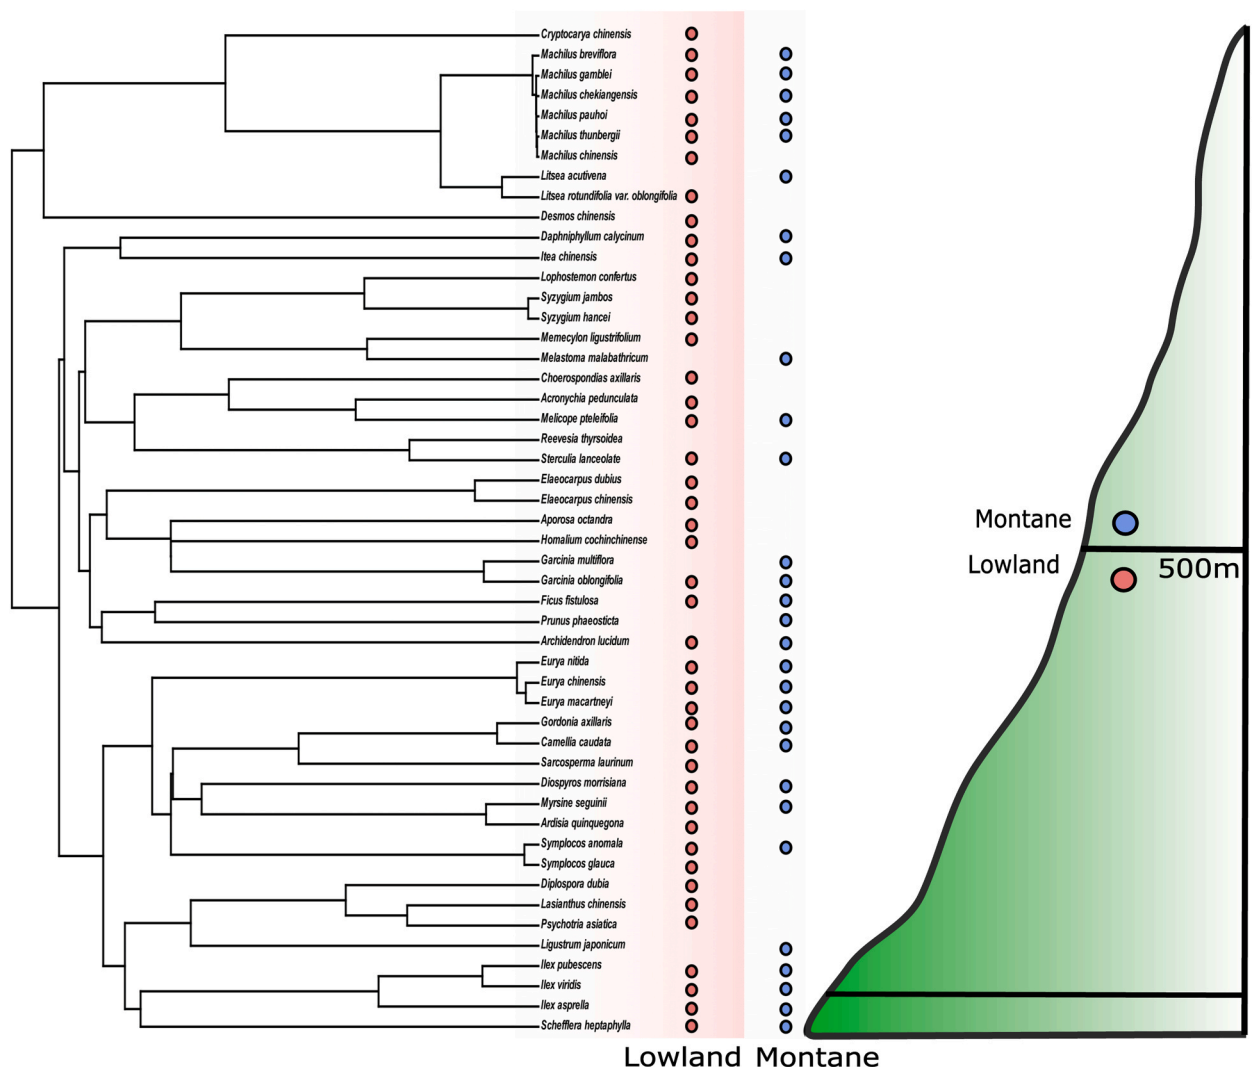 Cryptocarya chinensis
Machilus breviflora
Machilus gamblei
Machilus chekiangensis
Machilus pauhoi
Machilus thunbergii
Machilus chinensis
Litsea acutivena
Litsea rotundifolia var. oblongifolia
Desmos chinensis
Daphniphyllum calycinum
Itea chinensis
Lophostemon confertus
Syzygium jambos
Syzygium hancei
Memecylon ligustrifolium
Melastoma malabathricum
Choerospondias axillaris
Acronychia pedunculata
Melicope pteleifolia
Reevesia thyrsoidea
Sterculia lanceolate
Elaeocarpus dubius
Elaeocarpus chinensis
Aporosa octandra
Homalium cochinchinense
Garcinia multiflora
Garcinia oblongifolia
Ficus fistulosa
Prunus phaeosticta
Archidendron lucidum
Eurya nitida
Eurya chinensis
Eurya macartneyi
Gordonia axillaris
Camellia caudata
Sarcosperma laurinum
Diospyros morrisiana
Myrsine seguinii
Ardisia quinquegona
Symplocos anomala
Symplocos glauca
Diplospora dubia
Lasianthus chinensis
Psychotria asiatica
Ligustrum japonicum
Ilex pubescens
Ilex viridis
Ilex asprella
Schefflera heptaphylla
Lowland Montane
Montane
Lowland
500m